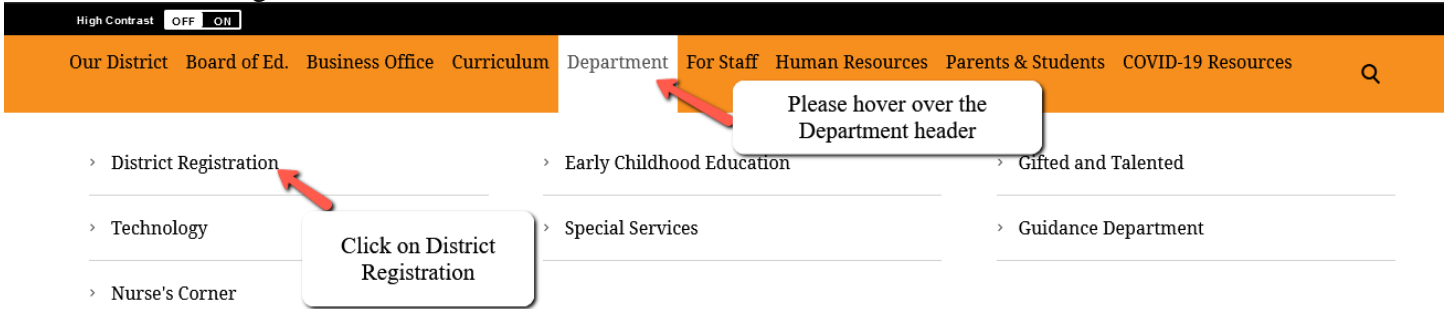 High Contrast OFF ON
Our District Board of Ed. Business Office Curriculum Department For Staff Human Resources Parents & Students COVID-19 Resources
Please hover over the
Department header
› District Registration › Early Childhood Education › Gifted and Talented
› Technology › Special Services › Guidance Department
Click on District
Registration
› Nurse's Corner